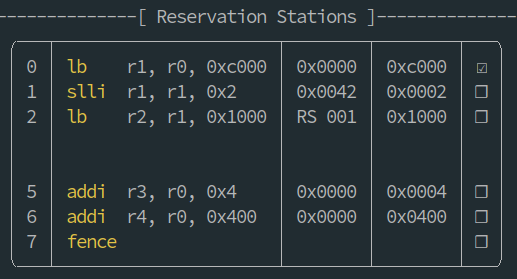 [ Reservation Stations ]
0 lb r1, r0, 0xc000 0x0000 0xc000 ☑
1 slli r1, r1, 0x2 0x0042 0x0002 ❒
2 lb r2, r1, 0x1000 RS 001 0x1000 ❒
5 addi r3, r0, 0x4 0x0000 0x0004 ❒
6 addi r4, r0, 0x400 0x0000 0x0400 ❒
7 fence ❒